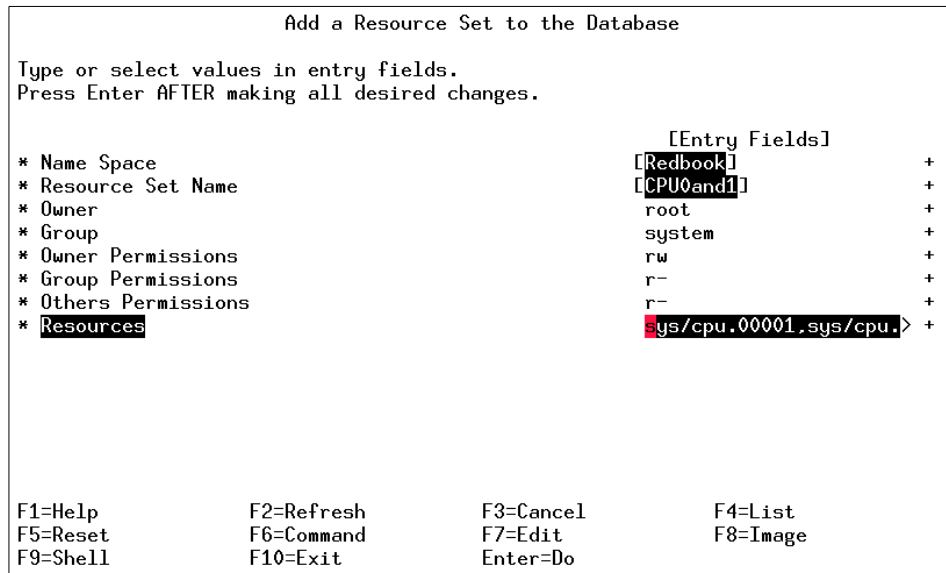 Add a Resource Set to the Database
Type or select values in entry fields.
Press Enter AFTER making all desired changes.
[Entry Fields]
* Name Space [Redbook] +
* Resource Set Name [CPU0and1] +
* Owner root +
* Group system +
* Owner Permissions rw +
* Group Permissions r- +
* Others Permissions r- +
* Resources sys/cpu.00001,sys/cpu.> +
F1=Help F2=Refresh F3=Cancel F4=List
F5=Reset F6=Command F7=Edit F8=Image
F9=Shell F10=Exit Enter=Do